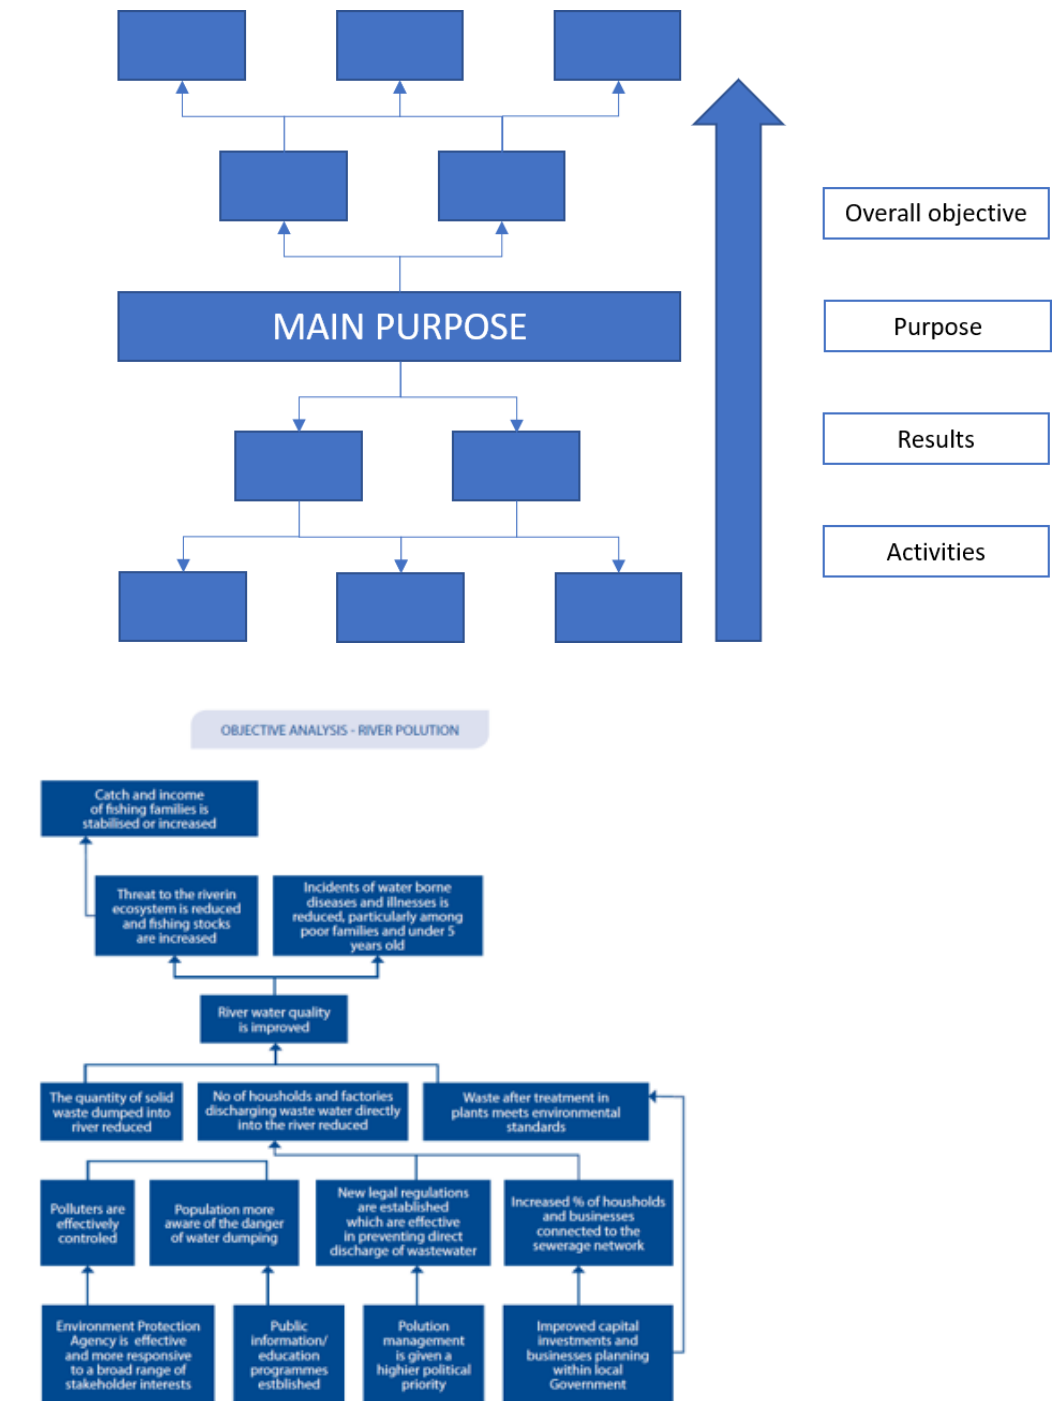 Overall objective
MAIN PURPOSE
Purpose
Results
Activities
OBJECTIVE ANALYSIS - RIVER POLUTION
Catch and income
of fishing families is
stabilised or increased
Threat to the riverin
ecosystem is reduced
and fishing stocks
are increased
Incidents of water borne
diseases and illnesses is
reduced, particularly among
poor families and under 5
years old
River water quality
is improved
The quantity of solid
waste dumped into
river reduced
No of housholds and factories
discharging waste water directly
into the river reduced
Waste after treatment in
plants meets environmental
standards
Polluters are
effectively
controled
Population more
aware of the danger
of water dumping
New legal regulations
are established
which are effective
in preventing direct
discharge of wastewater
Increased % of housholds
and businesses
connected to the
sewerage network
Environment Protection
Agency is effective
and more responsive
to a broad range of
stakeholder interests
Public
information/
education
programmes
estblished
Polution
management
is given a
highier political
priority
Improved capital
investments and
businesses planning
within local
Government